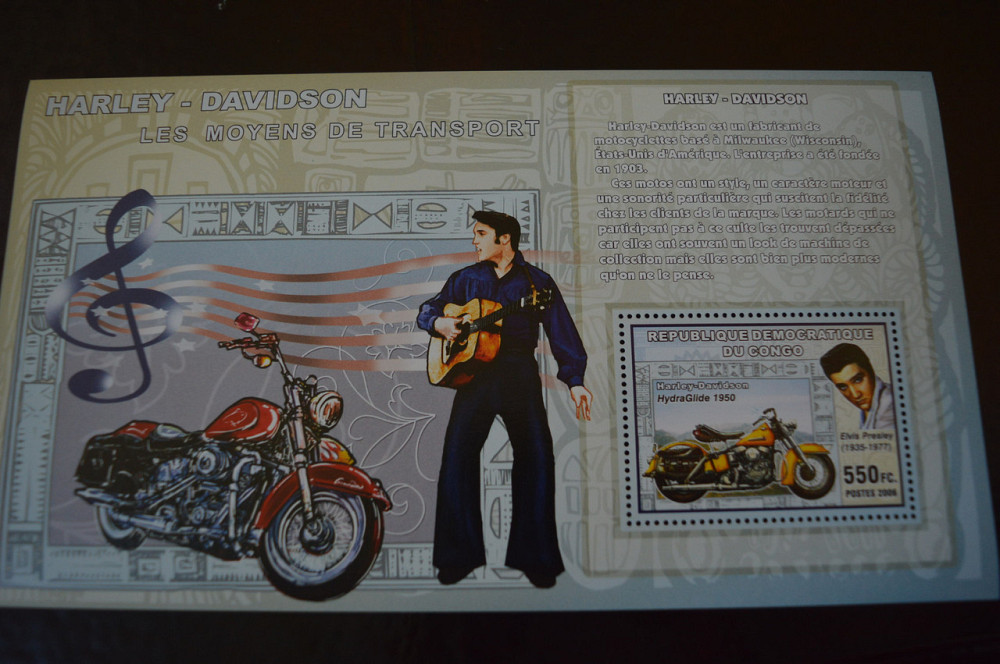 HARLEY - DAVIDSON
LES MOYENS DE TRANSPORT
HARLEY - DAVIDSON
Harley-Davidson est un fabricant de
motocyclettes basé à Milwaukee (Wisconsin),
États-Unis d'Amérique. L'entreprise a été fondée
en 1903.
Ces motos ont un style, un caractère moteur et
une sonorité particulière qui suscitent la fidélité
chez les clients de la marque. Les motards qui ne
participent pas à ce culte les trouvent dépassées
car elles ont souvent un look de machine de
collection mais elles sont bien plus modernes
qu'on ne le pense.
REPUBLIQUE DEMOCRATIQUE
DU CONGO
Harley-Davidson
HydraGlide 1950
Elvis Presley
(1935-1977)
550FC.
POSTES 2006